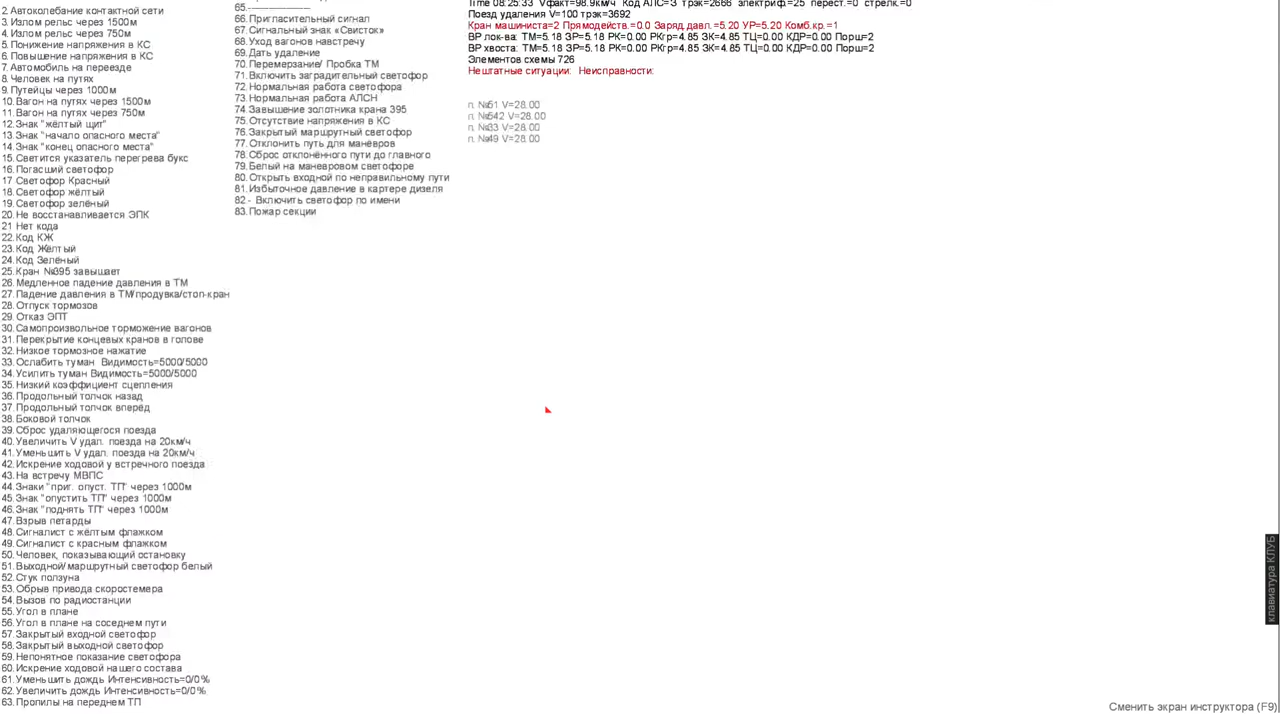 2. Автоколебание контактной сети
3. Излом рельс через 1500м
4. Излом рельс через 750м
5. Понижение напряжения в КС
6. Повышение напряжения в КС
7. Автомобиль на переезде
8. Человек на путях
9. Путейцы через 1000м
10. Вагон на путях через 1500м
11. Вагон на путях через 750м
12. Знак "жёлтый щит"
13. Знак "начало опасного места"
14. Знак "конец опасного места"
15. Светится указатель перегрева букс
16. Погасший светофор
17 Светофор Красный
18. Светофор жёлтый
19. Светофор зелёный
20. Не восстанавливается ЭПК
21 Нет кода
22. Код КЖ
23. Код Жёлтый
24. Код Зелёный
25. Кран №395 завышает
26. Медленное падение давления в ТМ
27. Падение давления в ТМ/продувка/стоп-кран
28. Отпуск тормозов
29. Отказ ЭПТ
30. Самопроизвольное торможение вагонов
31. Перекрытие концевых кранов в голове
32. Низкое тормозное нажатие
33. Ослабить туман Видимость=5000/5000
34. Усилить туман Видимость=5000/5000
35. Низкий коэффициент сцепления
36. Продольный толчок назад
37. Продольный толчок вперёд
38. Боковой толчок
39. Сброс удаляющегося поезда
40. Увеличить V удал. поезда на 20км/ч
41. Уменьшить V удал. поезда на 20км/ч
42. Искрение ходовой у встречного поезда
43. На встречу МВПС
44. Знаки "приг. опуст. ТП" через 1000м
45. Знак "опустить ТП" через 1000м
46. Знак "поднять ТП" через 1000м
47. Взрыв петарды
48. Сигналист с жёлтым флажком
49. Сигналист с красным флажком
50. Человек, показывающий остановку
51. Выходной/маршрутный светофор белый
52. Стук ползуна
53. Обрыв привода скоростемера
54. Вызов по радиостанции
55. Угол в плане
56. Угол в плане на соседнем пути
57. Закрытый входной светофор
58. Закрытый выходной светофор
59. Непонятное показание светофора
60. Искрение ходовой нашего состава
61. Уменьшить дождь Интенсивность=0/0%
62. Увеличить дождь Интенсивность=0/0%
63. Пропилы на переднем ТП
65.--------------------
66. Пригласительный сигнал
67. Сигнальный знак «Свисток»
68. Уход вагонов навстречу
69. Дать удаление
70. Перемерзание/ Пробка ТМ
71. Включить заградительный светофор
72. Нормальная работа светофора
73. Нормальная работа АЛСН
74. Завышение золотника крана 395
75. Отсутствие напряжения в КС
76. Закрытый маршрутный светофор
77. Отклонить путь для манёвров
78. Сброс отклонённого пути до главного
79. Белый на маневровом светофоре
80. Открыть входной по неправильному пути
81. Избыточное давление в картере дизеля
82 - Включить светофор по имени
83. Пожар секции
Time 08:25:33 Vфакт=98.9км/ч Код АЛС=3 трэк=2666 электриф.=25 перест.=0 стрелк.=0
Поезд удаления V=100 трэк=3692
Кран машиниста=2 Прямодейств.=0.0 Заряд.давл.=5.20 УР=5.20 Комб.кр.=1
ВР лок-ва: ТМ=5.18 ЗР=5.18 РК=0.00 РКгр=4.85 ЗК=4.85 ТЦ=0.00 КДР=0.00 Порш=2
ВР хвоста: ТМ=5.18 ЗР=5.18 РК=0.00 РКгр=4.85 ЗК=4.85 ТЦ=0.00 КДР=0.00 Порш=2
Элементов схемы 726
Нештатные ситуации: Неисправности:
п. №51 V=28.00
п. №542 V=28.00
п. №33 V=28.00
п. №49 V=28.00
клавиатура КЛУБ
Сменить экран инструктора (F9)